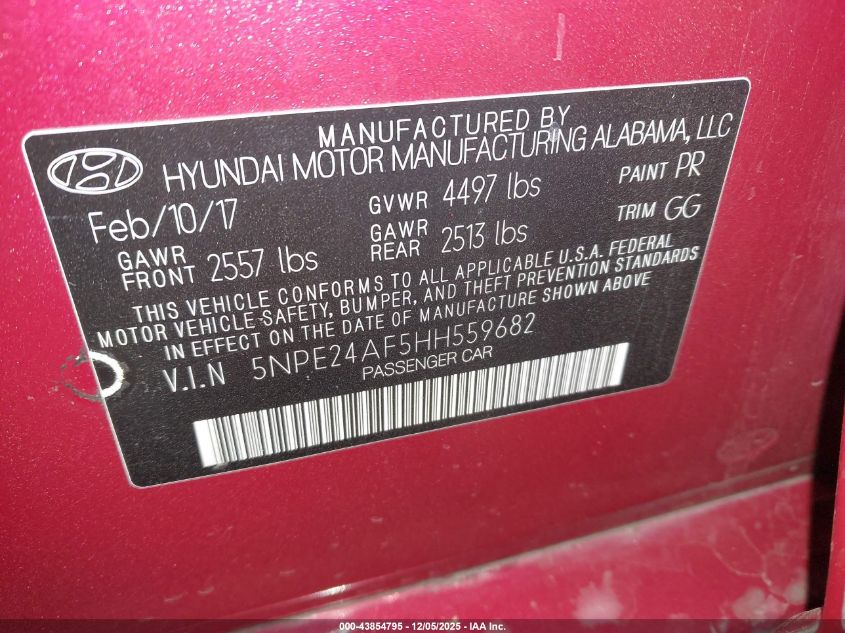 MANUFACTURED BY
HYUNDAI MOTOR MANUFACTURING ALABAMA, LLC
Feb/10/17 GVWR 4497 lbs PAINT PR
GAWR FRONT 2557 lbs GAWR REAR 2513 lbs TRIM GG
THIS VEHICLE CONFORMS TO ALL APPLICABLE U.S.A. FEDERAL
MOTOR VEHICLE SAFETY, BUMPER, AND THEFT PREVENTION STANDARDS
IN EFFECT ON THE DATE OF MANUFACTURE SHOWN ABOVE
V.I.N 5NPE24AF5HH559682
PASSENGER CAR
000-43854795 - 12/05/2025 - IAA Inc.